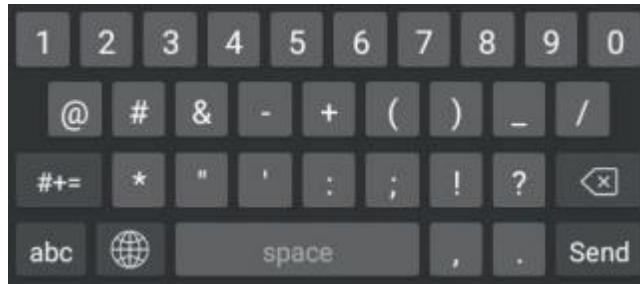 1 2 3 4 5 6 7 8 9 0
@ # & - + ( ) _ /
#+= * " ' : ; ! ?
abc space , . Send